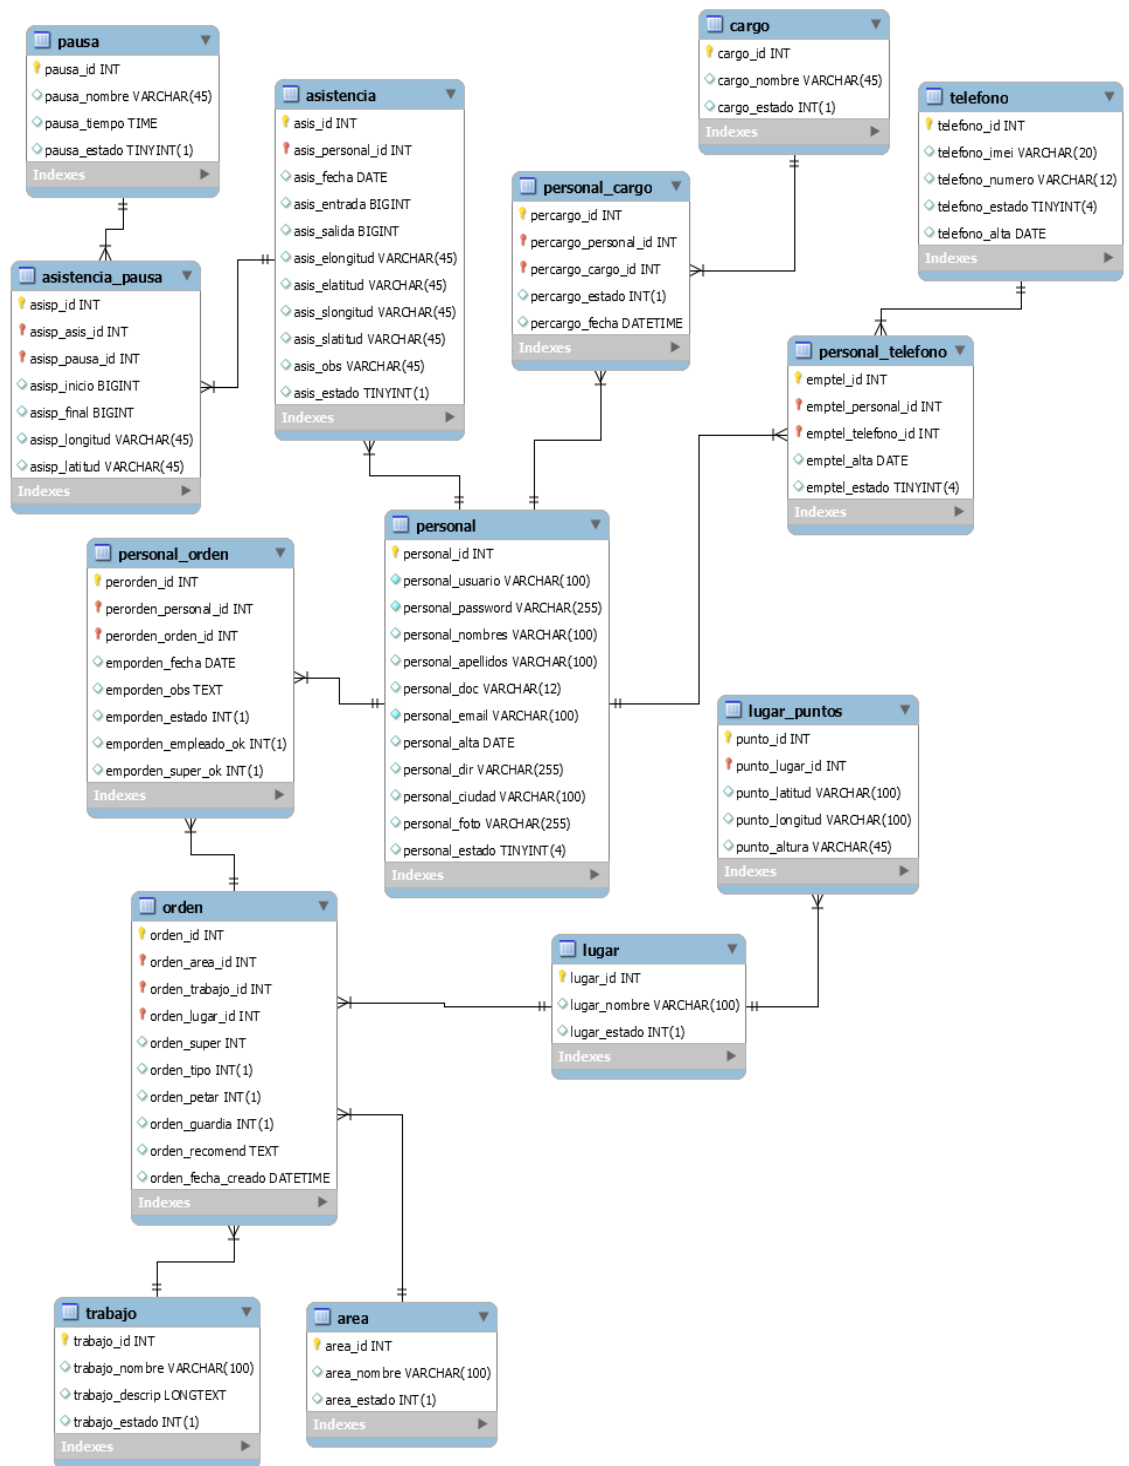 pausa
pausa_id INT
pausa_nombre VARCHAR(45)
pausa_tiempo TIME
pausa_estado TINYINT(1)
Indexes
asistencia
asis_id INT
asis_personal_id INT
asis_fecha DATE
asis_entrada BIGINT
asis_salida BIGINT
asis_elongitud VARCHAR(45)
asis_elatitud VARCHAR(45)
asis_slongitud VARCHAR(45)
asis_slatitud VARCHAR(45)
asis_obs VARCHAR(45)
asis_estado TINYINT(1)
Indexes
cargo
cargo_id INT
cargo_nombre VARCHAR(45)
cargo_estado INT(1)
Indexes
telefono
telefono_id INT
telefono_imei VARCHAR(20)
telefono_numero VARCHAR(12)
telefono_estado TINYINT(4)
telefono_alta DATE
Indexes
personal_cargo
percargo_id INT
percargo_personal_id INT
percargo_cargo_id INT
percargo_estado INT(1)
percargo_fecha DATETIME
Indexes
asistencia_pausa
asisp_id INT
asisp_asis_id INT
asisp_pausa_id INT
asisp_inicio BIGINT
asisp_final BIGINT
asisp_longitud VARCHAR(45)
asisp_latitud VARCHAR(45)
Indexes
personal_telefono
emptel_id INT
emptel_personal_id INT
emptel_telefono_id INT
emptel_alta DATE
emptel_estado TINYINT(4)
Indexes
personal_orden
perorden_id INT
perorden_personal_id INT
perorden_orden_id INT
emporden_fecha DATE
emporden_obs TEXT
emporden_estado INT(1)
emporden_empleado_ok INT(1)
emporden_super_ok INT(1)
Indexes
personal
personal_id INT
personal_usuario VARCHAR(100)
personal_password VARCHAR(255)
personal_nombres VARCHAR(100)
personal_apellidos VARCHAR(100)
personal_doc VARCHAR(12)
personal_email VARCHAR(100)
personal_alta DATE
personal_dir VARCHAR(255)
personal_ciudad VARCHAR(100)
personal_foto VARCHAR(255)
personal_estado TINYINT(4)
Indexes
lugar_puntos
punto_id INT
punto_lugar_id INT
punto_latitud VARCHAR(100)
punto_longitud VARCHAR(100)
punto_altura VARCHAR(45)
Indexes
orden
orden_id INT
orden_area_id INT
orden_trabajo_id INT
orden_lugar_id INT
orden_super INT
orden_tipo INT(1)
orden_petar INT(1)
orden_guardia INT(1)
orden_recomend TEXT
orden_fecha_creado DATETIME
Indexes
lugar
lugar_id INT
lugar_nombre VARCHAR(100)
lugar_estado INT(1)
Indexes
trabajo
trabajo_id INT
trabajo_nombre VARCHAR(100)
trabajo_descrip LONGTEXT
trabajo_estado INT(1)
Indexes
area
area_id INT
area_nombre VARCHAR(100)
area_estado INT(1)
Indexes